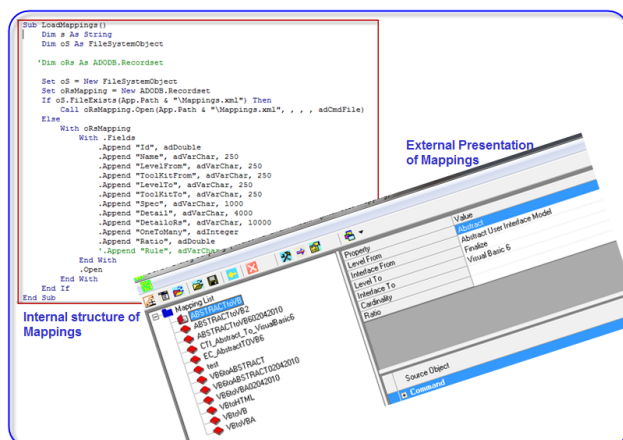 Sub LoadMappings()
Dim s As String
Dim oS As FileSystemObject
'Dim oRs As ADODB.Recordset
Set oS = New FileSystemObject
Set oRsMapping = New ADODB.Recordset
If oS.FileExists(App.Path & "\Mappings.xml") Then
Call oRsMapping.Open(App.Path & "\Mappings.xml", , , , adCmdFile)
Else
With oRsMapping
With .Fields
.Append "Id", adDouble
.Append "Name", adVarChar, 250
.Append "LevelFrom", adVarChar, 250
.Append "ToolKitFrom", adVarChar, 250
.Append "LevelTo", adVarChar, 250
.Append "ToolKitTo", adVarChar, 250
.Append "Spec", adVarChar, 1000
.Append "Detail", adVarChar, 4000
.Append "DetailoRs", adVarChar, 10000
.Append "OneToMany", adInteger
.Append "Ratio", adDouble
'.Append "Rule", adVarChar
End With
.Open
End With
End If
End Sub
Internal structure of
Mappings
External Presentation
of Mappings
Mapping List
ABSTRACTtoVB
ABSTRACTtoVB2
ABSTRACTtoVB602042010
CTI_Abstract_To_VisualBasic6
EC_AbstractTOVB6
test
VB6toABSTRACT
VB6toABSTRACT02042010
VB6toVBA02042010
VBtoHTML
VBtoVB
VBtoVBA
Property
Value
Level From
Abstract
Interface From
Abstract User Interface Model
Level To
Finalize
Interface To
Visual Basic 6
Cardinality
Ratio
Source Object
Command